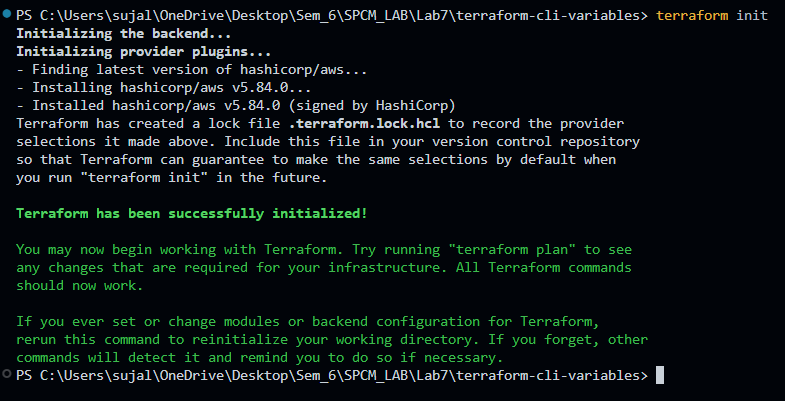 PS C:\Users\sujal\OneDrive\Desktop\Sem_6\SPCM_LAB\Lab7\terraform-cli-variables> terraform init
Initializing the backend...
Initializing provider plugins...
- Finding latest version of hashicorp/aws...
- Installing hashicorp/aws v5.84.0...
- Installed hashicorp/aws v5.84.0 (signed by HashiCorp)
Terraform has created a lock file .terraform.lock.hcl to record the provider
selections it made above. Include this file in your version control repository
so that Terraform can guarantee to make the same selections by default when
you run "terraform init" in the future.
Terraform has been successfully initialized!
You may now begin working with Terraform. Try running "terraform plan" to see
any changes that are required for your infrastructure. All Terraform commands
should now work.
If you ever set or change modules or backend configuration for Terraform,
rerun this command to reinitialize your working directory. If you forget, other
commands will detect it and remind you to do so if necessary.
PS C:\Users\sujal\OneDrive\Desktop\Sem_6\SPCM_LAB\Lab7\terraform-cli-variables>